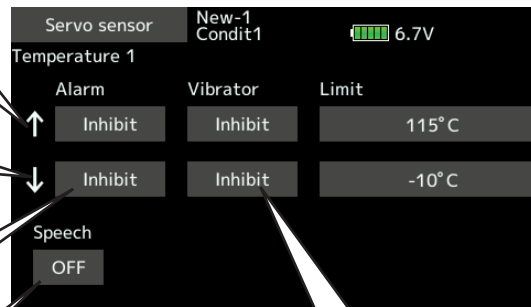 Servo sensor New-1
Condit1 6.7V
Temperature 1
Alarm Vibrator Limit
↑ Inhibit Inhibit 115°C
↓ Inhibit Inhibit -10°C
Speech
OFF